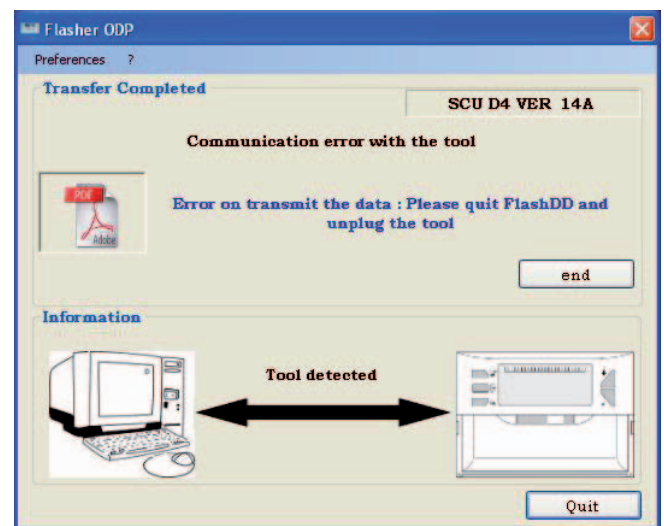 Flasher ODP
Preferences ?
Transfer Completed
SCU D4 VER 14A
Communication error with the tool
PDF
Adobe
Error on transmit the data : Please quit FlashDD and
unplug the tool
end
Information
Tool detected
Quit